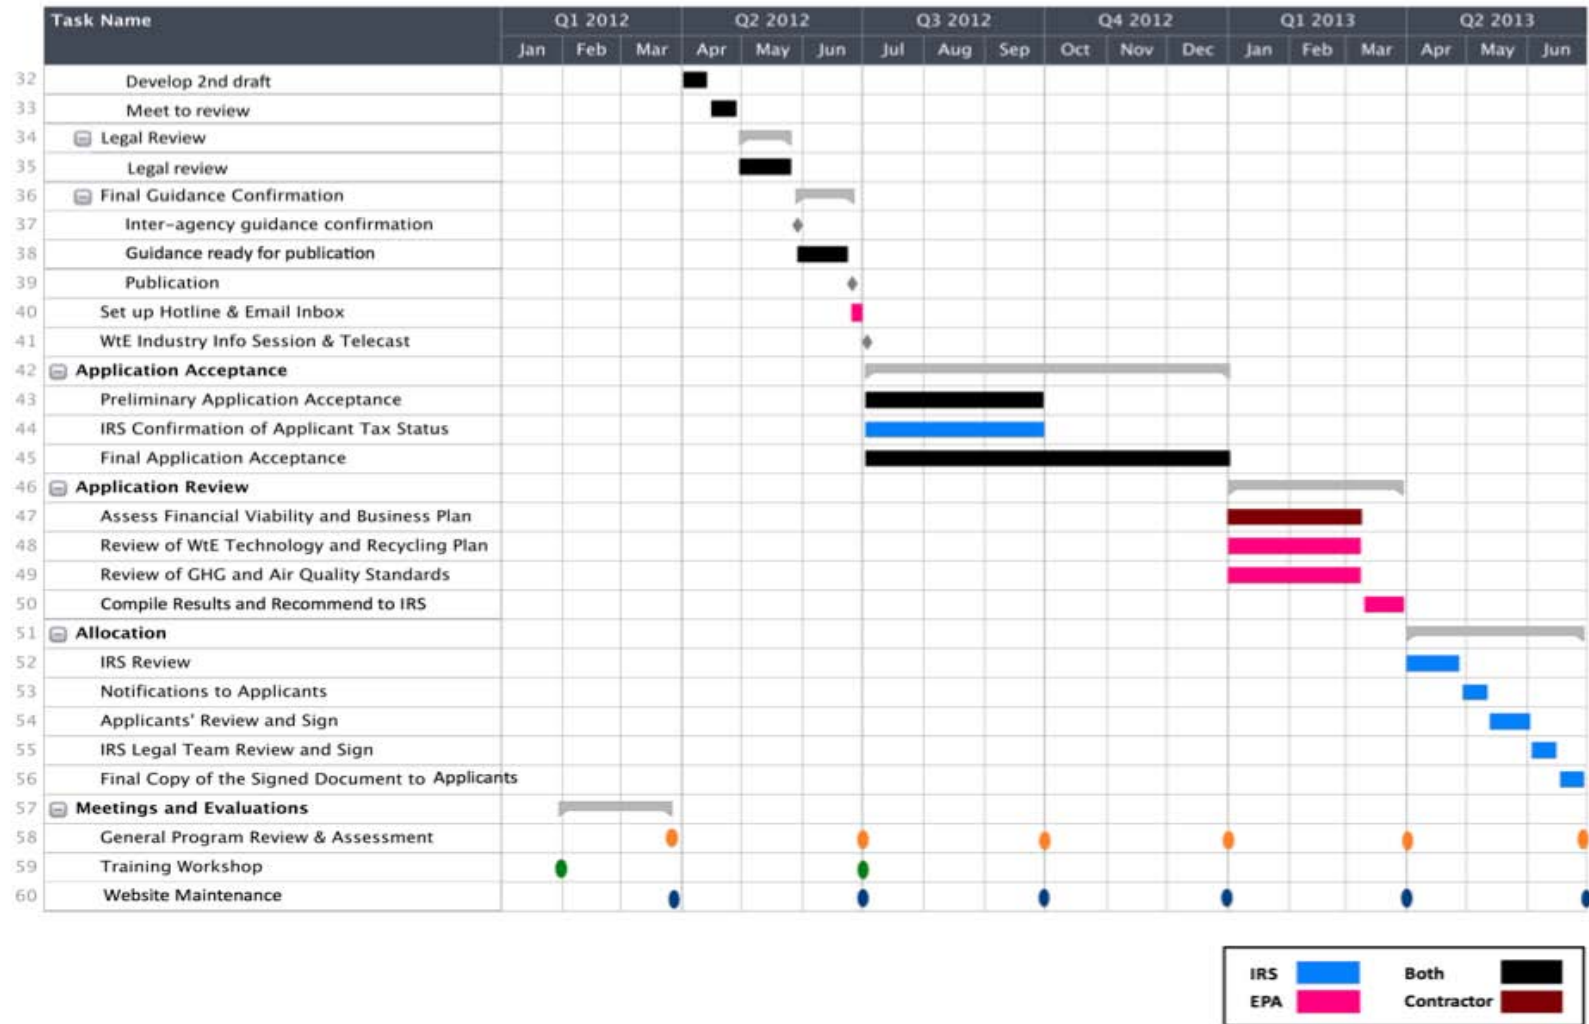 Task Name Q1 2012 Q2 2012 Q3 2012 Q4 2012 Q1 2013 Q2 2013
Jan Feb Mar Apr May Jun Jul Aug Sep Oct Nov Dec Jan Feb Mar Apr May Jun
32 Develop 2nd draft
33 Meet to review
34 Legal Review
35 Legal review
36 Final Guidance Confirmation
37 Inter-agency guidance confirmation
38 Guidance ready for publication
39 Publication
40 Set up Hotline & Email Inbox
41 WtE Industry Info Session & Telecast
42 Application Acceptance
43 Preliminary Application Acceptance
44 IRS Confirmation of Applicant Tax Status
45 Final Application Acceptance
46 Application Review
47 Assess Financial Viability and Business Plan
48 Review of WtE Technology and Recycling Plan
49 Review of GHG and Air Quality Standards
50 Compile Results and Recommend to IRS
51 Allocation
52 IRS Review
53 Notifications to Applicants
54 Applicants' Review and Sign
55 IRS Legal Team Review and Sign
56 Final Copy of the Signed Document to Applicants
57 Meetings and Evaluations
58 General Program Review & Assessment
59 Training Workshop
60 Website Maintenance
IRS Both
EPA Contractor